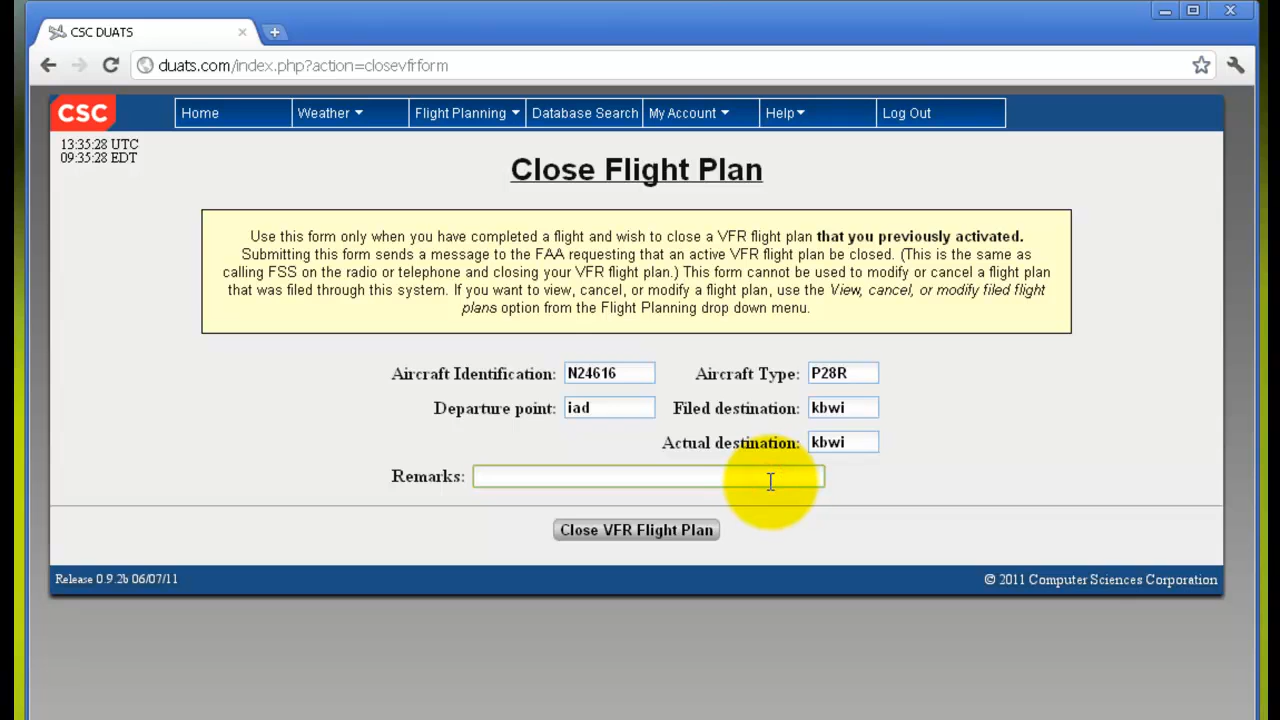 CSC DUATS
duats.com/index.php?action=closevfrform
CSC
Home Weather Flight Planning Database Search My Account Help Log Out
13:35:28 UTC
09:35:28 EDT
Close Flight Plan
Use this form only when you have completed a flight and wish to close a VFR flight plan that you previously activated.
Submitting this form sends a message to the FAA requesting that an active VFR flight plan be closed. (This is the same as
calling FSS on the radio or telephone and closing your VFR flight plan.) This form cannot be used to modify or cancel a flight plan
that was filed through this system. If you want to view, cancel, or modify a flight plan, use the View, cancel, or modify filed flight
plans option from the Flight Planning drop down menu.
Aircraft Identification: N24616 Aircraft Type: P28R
Departure point: iad Filed destination: kbwi
Actual destination: kbwi
Remarks:
Close VFR Flight Plan
Release 0.9.2b 06/07/11 © 2011 Computer Sciences Corporation